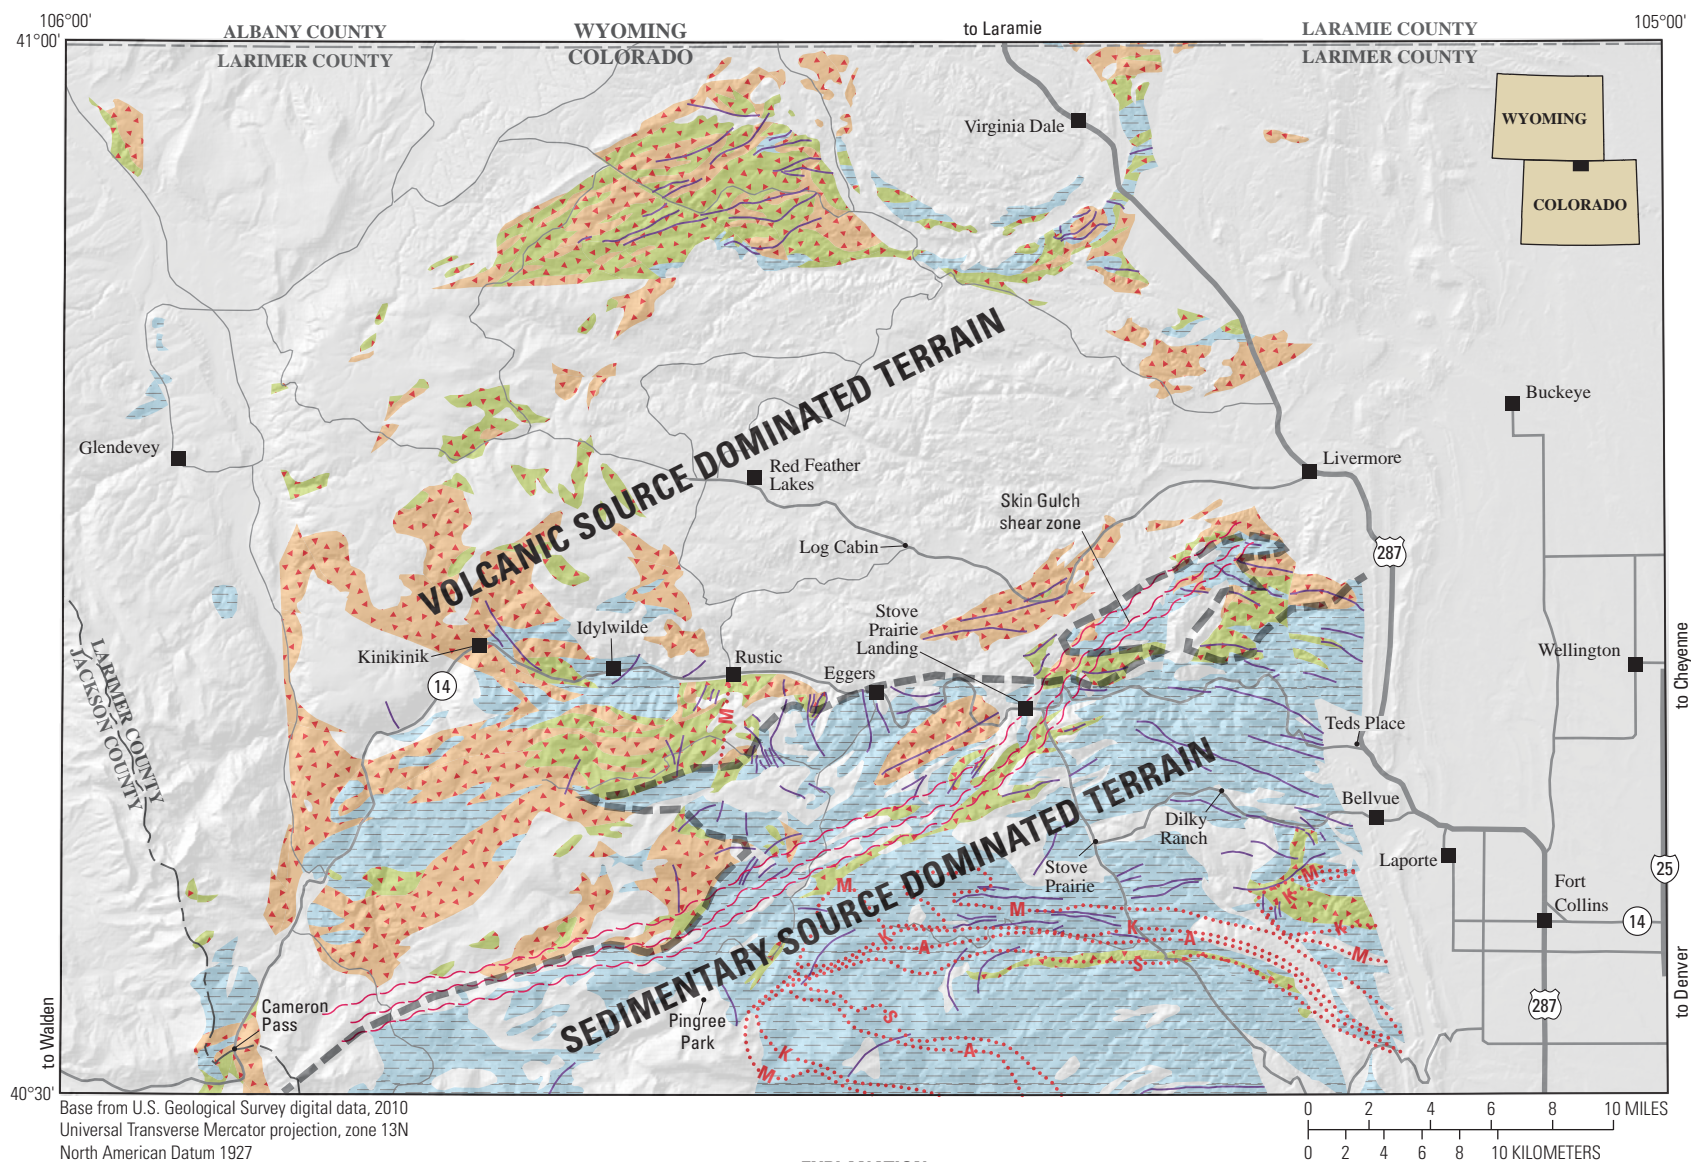 106°00'
105°00'
41°00'
ALBANY COUNTY
WYOMING
to Laramie
LARAMIE COUNTY
LARIMER COUNTY
COLORADO
LARIMER COUNTY
WYOMING
COLORADO
Virginia Dale
Buckeye
Glendevey
Red Feather
Lakes
Livermore
VOLCANIC SOURCE DOMINATED TERRAIN
Skin Gulch
shear zone
Log Cabin
287
Stove
Prairie
Landing
Idylwilde
Kinikinik
Rustic
Eggers
Wellington
to Cheyenne
14
LARIMER COUNTY
JACKSON COUNTY
M
Teds Place
Bellvue
Dilky
Ranch
Laporte
Stove
Prairie
25
Fort
Collins
14
SEDIMENTARY SOURCE DOMINATED TERRAIN
M
M
M
K
K
K
K
A
A
M
S
Cameron
Pass
Pingree
Park
S
A
K
M
287
to Walden
to Denver
40°30'
Base from U.S. Geological Survey digital data, 2010
Universal Transverse Mercator projection, zone 13N
North American Datum 1927
0 2 4 6 8 10 MILES
0 2 4 6 8 10 KILOMETERS